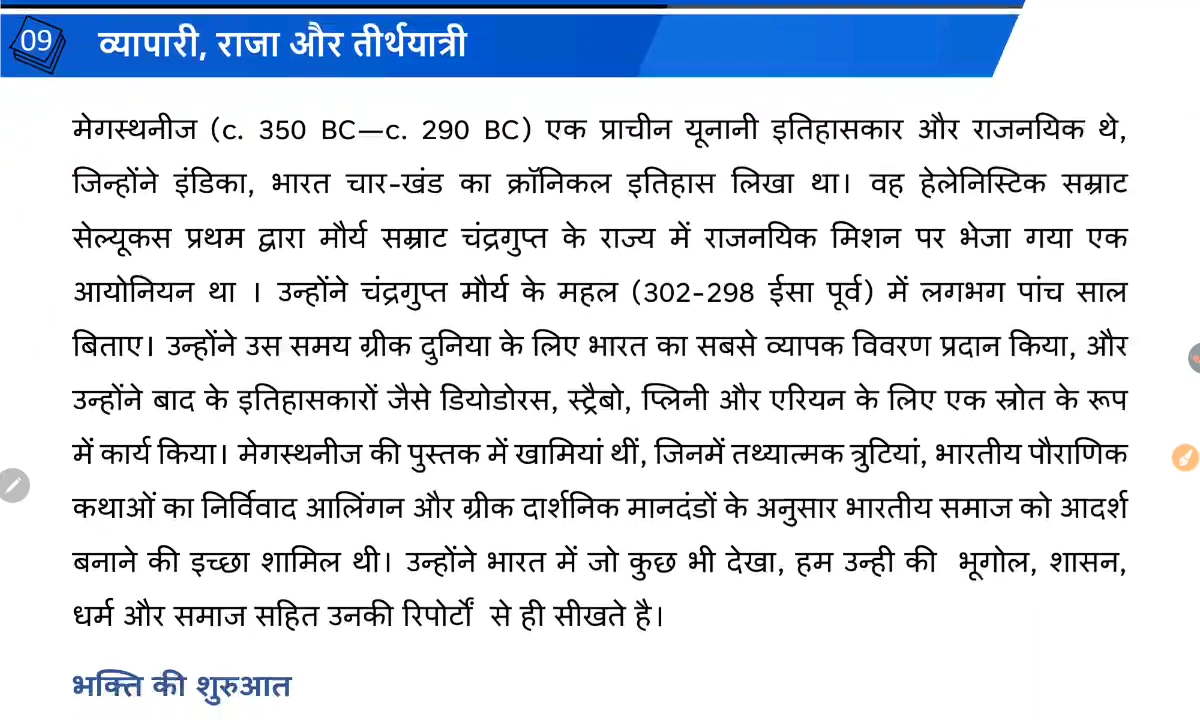 09 व्यापारी, राजा और तीर्थयात्री
मेगस्थनीज (c. 350 BC—c. 290 BC) एक प्राचीन यूनानी इतिहासकार और राजनयिक थे,
जिन्होंने इंडिका, भारत चार-खंड का क्रॉनिकल इतिहास लिखा था। वह हेलेनिस्टिक सम्राट
सेल्यूकस प्रथम द्वारा मौर्य सम्राट चंद्रगुप्त के राज्य में राजनयिक मिशन पर भेजा गया एक
आयोनियन था । उन्होंने चंद्रगुप्त मौर्य के महल (302-298 ईसा पूर्व) में लगभग पांच साल
बिताए। उन्होंने उस समय ग्रीक दुनिया के लिए भारत का सबसे व्यापक विवरण प्रदान किया, और
उन्होंने बाद के इतिहासकारों जैसे डियोडोरस, स्ट्रैबो, प्लिनी और एरियन के लिए एक स्रोत के रूप
में कार्य किया। मेगस्थनीज की पुस्तक में खामियां थीं, जिनमें तथ्यात्मक त्रुटियां, भारतीय पौराणिक
कथाओं का निर्विवाद आलिंगन और ग्रीक दार्शनिक मानदंडों के अनुसार भारतीय समाज को आदर्श
बनाने की इच्छा शामिल थी। उन्होंने भारत में जो कुछ भी देखा, हम उन्ही की भूगोल, शासन,
धर्म और समाज सहित उनकी रिपोर्टों से ही सीखते है।
भक्ति की शुरुआत